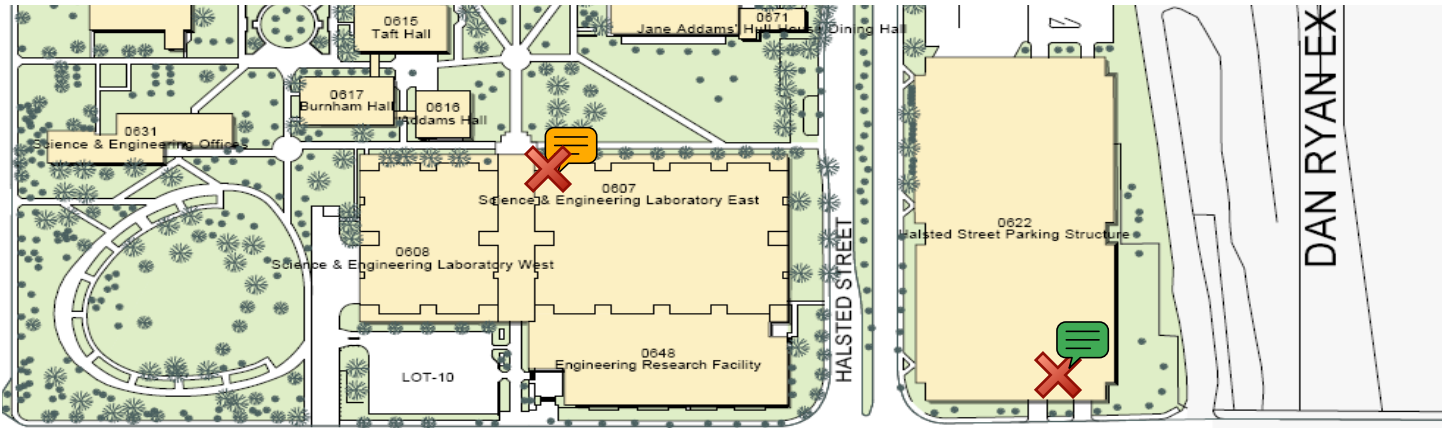 0615
Taft Hall
0671
Jane Addams' Hull House Dining Hall
0617
Burnham Hall
0616
Addams Hall
0631
Science & Engineering Offices
0607
Science & Engineering Laboratory East
0608
Science & Engineering Laboratory West
0648
Engineering Research Facility
LOT-10
HALSTED STREET
0622
Halsted Street Parking Structure
DAN RYAN EX